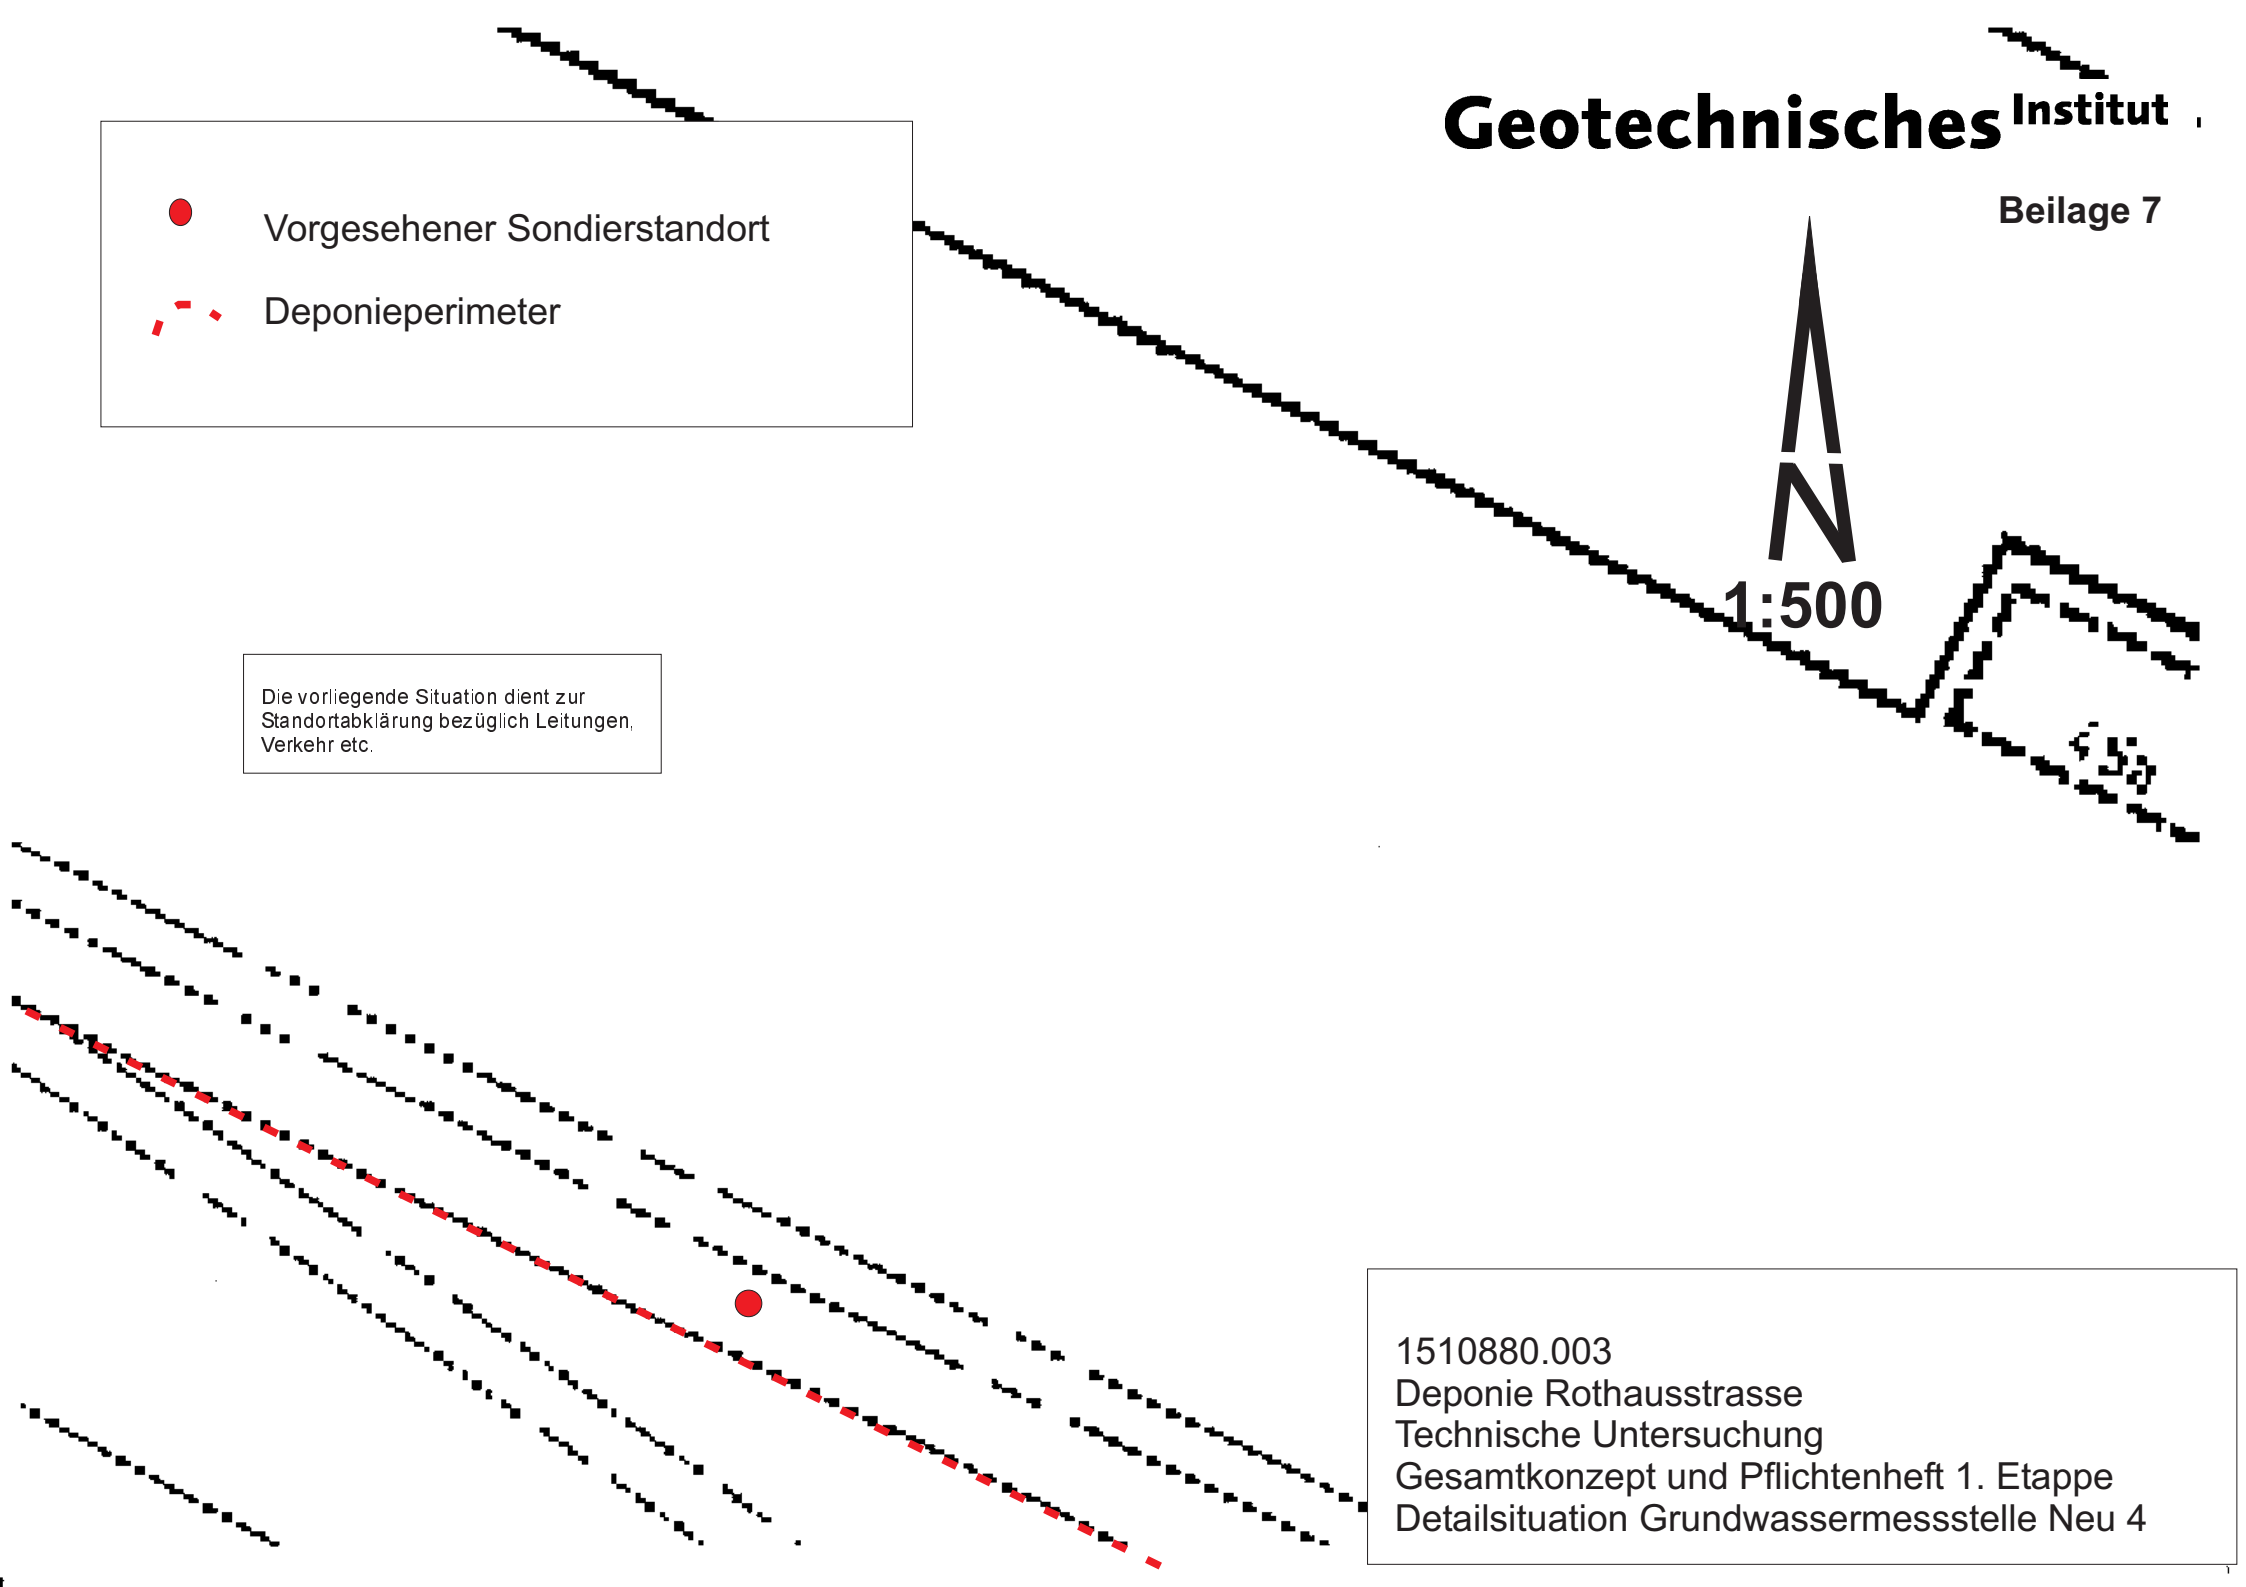 Geotechnisches Institut
Beilage 7
Vorgesehener Sondierstandort
Deponieperimeter
N
1:500
Die vorliegende Situation dient zur
Standortabklärung bezüglich Leitungen,
Verkehr etc.
1510880.003
Deponie Rothausstrasse
Technische Untersuchung
Gesamtkonzept und Pflichtenheft 1. Etappe
Detailsituation Grundwassermessstelle Neu 4